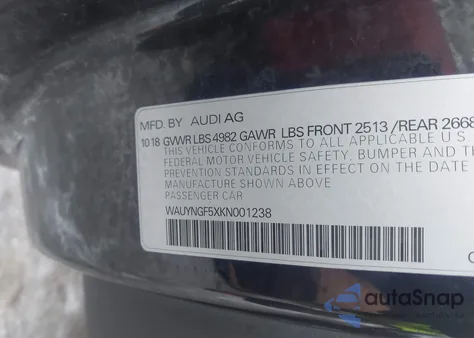 MFD. BY AUDI AG
10 18 GVWR LBS 4982 GAWR LBS FRONT 2513 /REAR 2668
THIS VEHICLE CONFORMS TO ALL APPLICABLE U.S.
FEDERAL MOTOR VEHICLE SAFETY, BUMPER AND TH
PREVENTION STANDARDS IN EFFECT ON THE DATE
MANUFACTURE SHOWN ABOVE
PASSENGER CAR
WAUYNGF5XKN001238
autaSnap